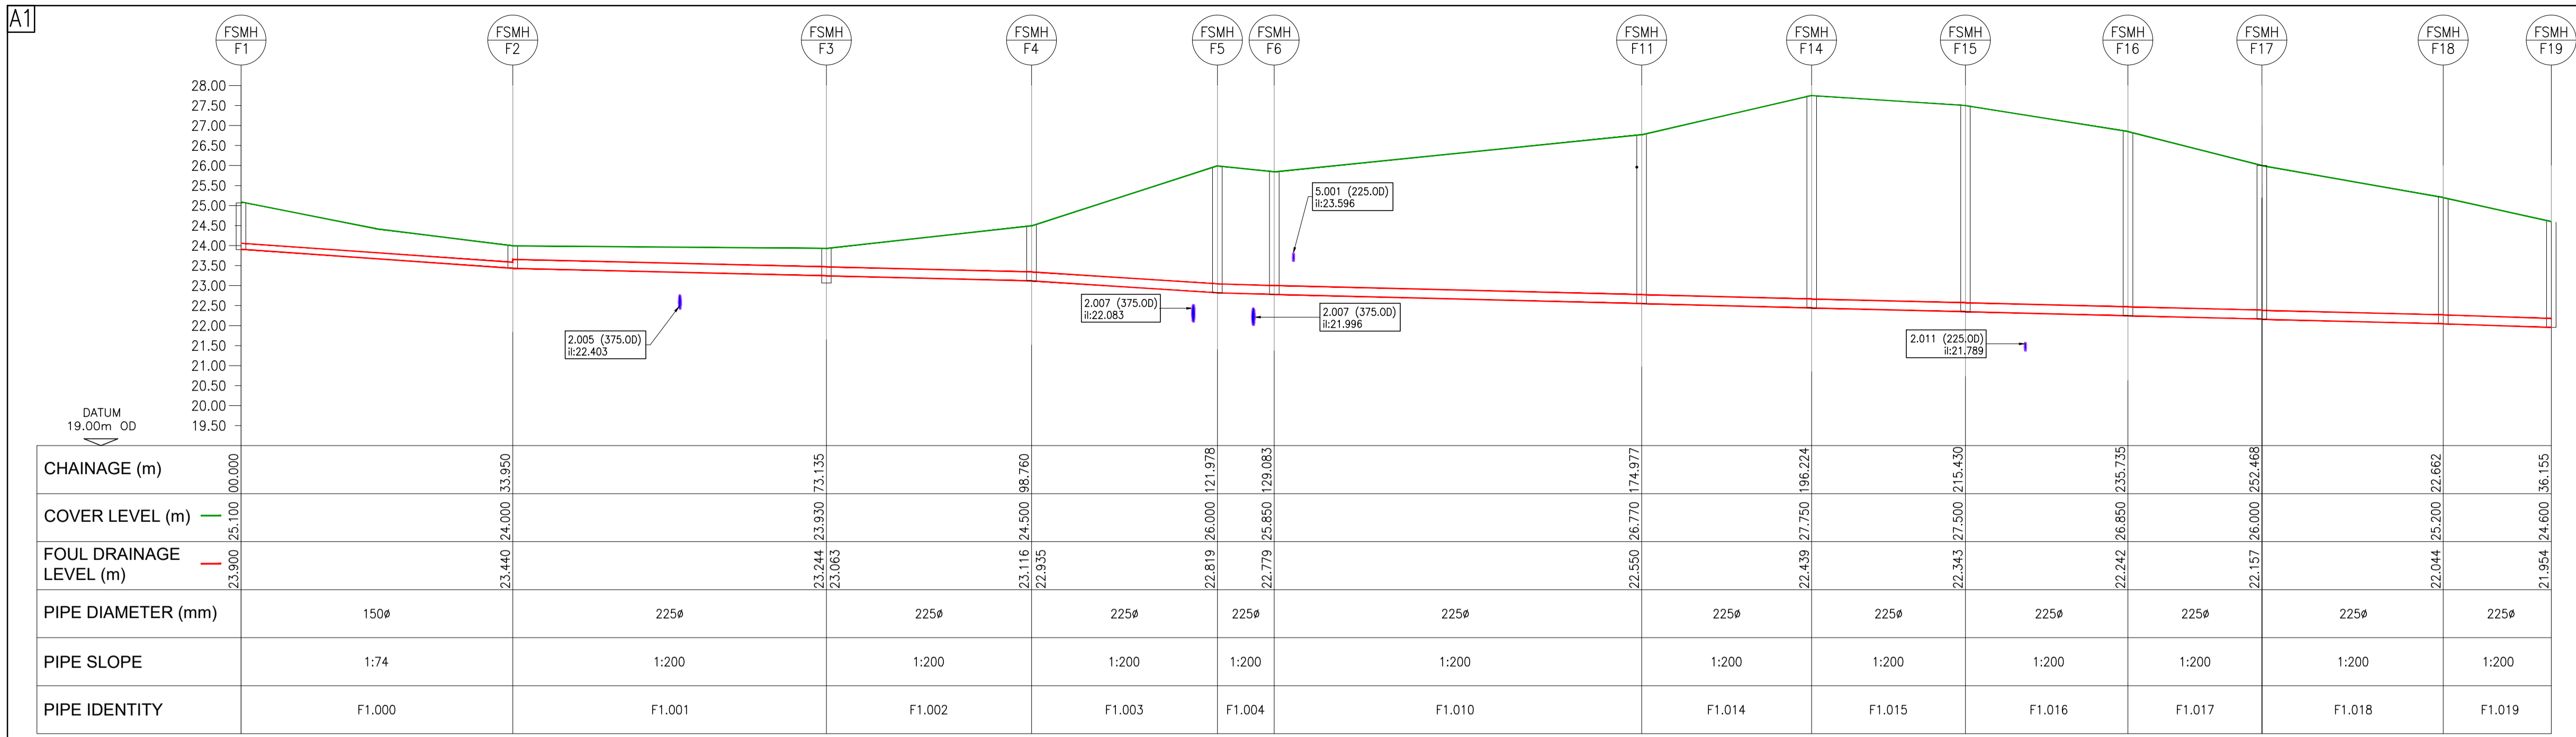 A1
FSMH F1
FSMH F2
FSMH F3
FSMH F4
FSMH F5
FSMH F6
FSMH F11
FSMH F14
FSMH F15
FSMH F16
FSMH F17
FSMH F18
FSMH F19
28.00
27.50
27.00
26.50
26.00
25.50
25.00
24.50
24.00
23.50
23.00
22.50
22.00
21.50
21.00
20.50
20.00
19.50
5.001 (225.OD)
il:23.596
2.005 (375.OD)
il:22.403
2.007 (375.OD)
il:22.083
2.007 (375.OD)
il:21.996
2.011 (225.OD)
il:21.789
DATUM
19.00m OD
CHAINAGE (m) 00.000 33.950 73.135 98.760 121.978 129.083 174.977 196.224 215.430 235.735 252.468 22.662 36.155
COVER LEVEL (m) 25.100 24.000 23.930 24.500 26.000 25.850 26.770 27.750 27.500 26.850 26.000 25.200 24.600
FOUL DRAINAGE
LEVEL (m) 23.900 23.440 23.244 23.063 23.116 22.935 22.819 22.779 22.550 22.439 22.343 22.242 22.157 22.044 21.954
PIPE DIAMETER (mm) 150ø 225ø 225ø 225ø 225ø 225ø 225ø 225ø 225ø 225ø 225ø 225ø
PIPE SLOPE 1:74 1:200 1:200 1:200 1:200 1:200 1:200 1:200 1:200 1:200 1:200 1:200
PIPE IDENTITY F1.000 F1.001 F1.002 F1.003 F1.004 F1.010 F1.014 F1.015 F1.016 F1.017 F1.018 F1.019